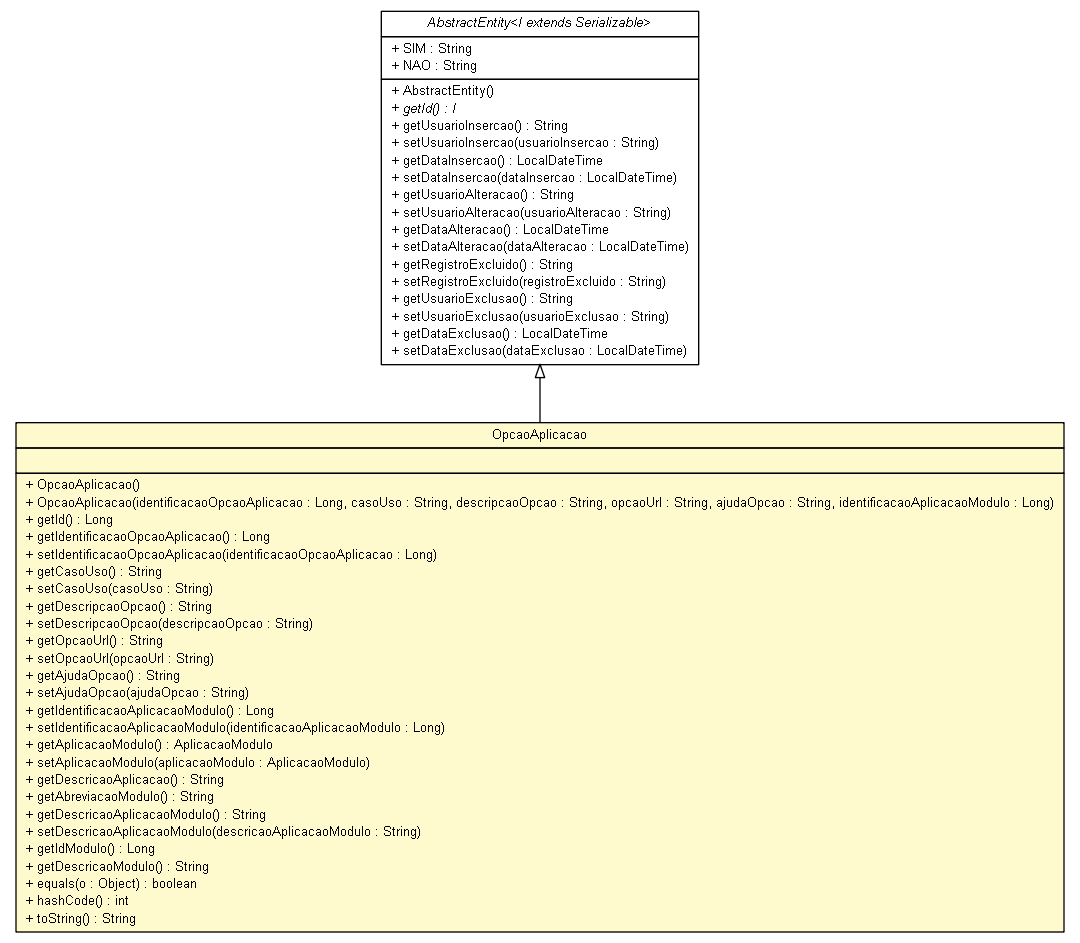 AbstractEntity<I extends Serializable>
+ SIM : String
+ NAO : String
+ AbstractEntity()
+ getId() : I
+ getUsuarioInsercao() : String
+ setUsuarioInsercao(usuarioInsercao : String)
+ getDataInsercao() : LocalDateTime
+ setDataInsercao(dataInsercao : LocalDateTime)
+ getUsuarioAlteracao() : String
+ setUsuarioAlteracao(usuarioAlteracao : String)
+ getDataAlteracao() : LocalDateTime
+ setDataAlteracao(dataAlteracao : LocalDateTime)
+ getRegistroExcluido() : String
+ setRegistroExcluido(registroExcluido : String)
+ getUsuarioExclusao() : String
+ setUsuarioExclusao(usuarioExclusao : String)
+ getDataExclusao() : LocalDateTime
+ setDataExclusao(dataExclusao : LocalDateTime)
OpcaoAplicacao
+ OpcaoAplicacao()
+ OpcaoAplicacao(identificacaoOpcaoAplicacao : Long, casoUso : String, descripcaoOpcao : String, opcaoUrl : String, ajudaOpcao : String, identificacaoAplicacaoModulo : Long)
+ getId() : Long
+ getIdentificacaoOpcaoAplicacao() : Long
+ setIdentificacaoOpcaoAplicacao(identificacaoOpcaoAplicacao : Long)
+ getCasoUso() : String
+ setCasoUso(casoUso : String)
+ getDescripcaoOpcao() : String
+ setDescripcaoOpcao(descripcaoOpcao : String)
+ getOpcaoUrl() : String
+ setOpcaoUrl(opcaoUrl : String)
+ getAjudaOpcao() : String
+ setAjudaOpcao(ajudaOpcao : String)
+ getIdentificacaoAplicacaoModulo() : Long
+ setIdentificacaoAplicacaoModulo(identificacaoAplicacaoModulo : Long)
+ getAplicacaoModulo() : AplicacaoModulo
+ setAplicacaoModulo(aplicacaoModulo : AplicacaoModulo)
+ getDescricaoAplicacao() : String
+ getAbreviacaoModulo() : String
+ getDescricaoAplicacaoModulo() : String
+ setDescricaoAplicacaoModulo(descricaoAplicacaoModulo : String)
+ getIdModulo() : Long
+ getDescricaoModulo() : String
+ equals(o : Object) : boolean
+ hashCode() : int
+ toString() : String